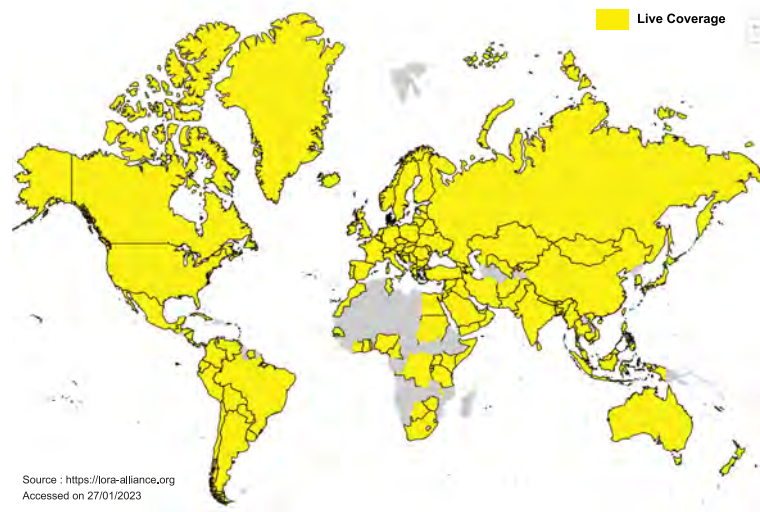 Live Coverage
Source : https://lora-alliance.org
Accessed on 27/01/2023